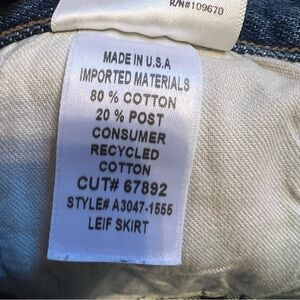 R/N#109670
MADE IN U.S.A
IMPORTED MATERIALS
80 % COTTON
20 % POST
CONSUMER
RECYCLED
COTTON
CUT# 67892
STYLE# A3047-1555
LEIF SKIRT